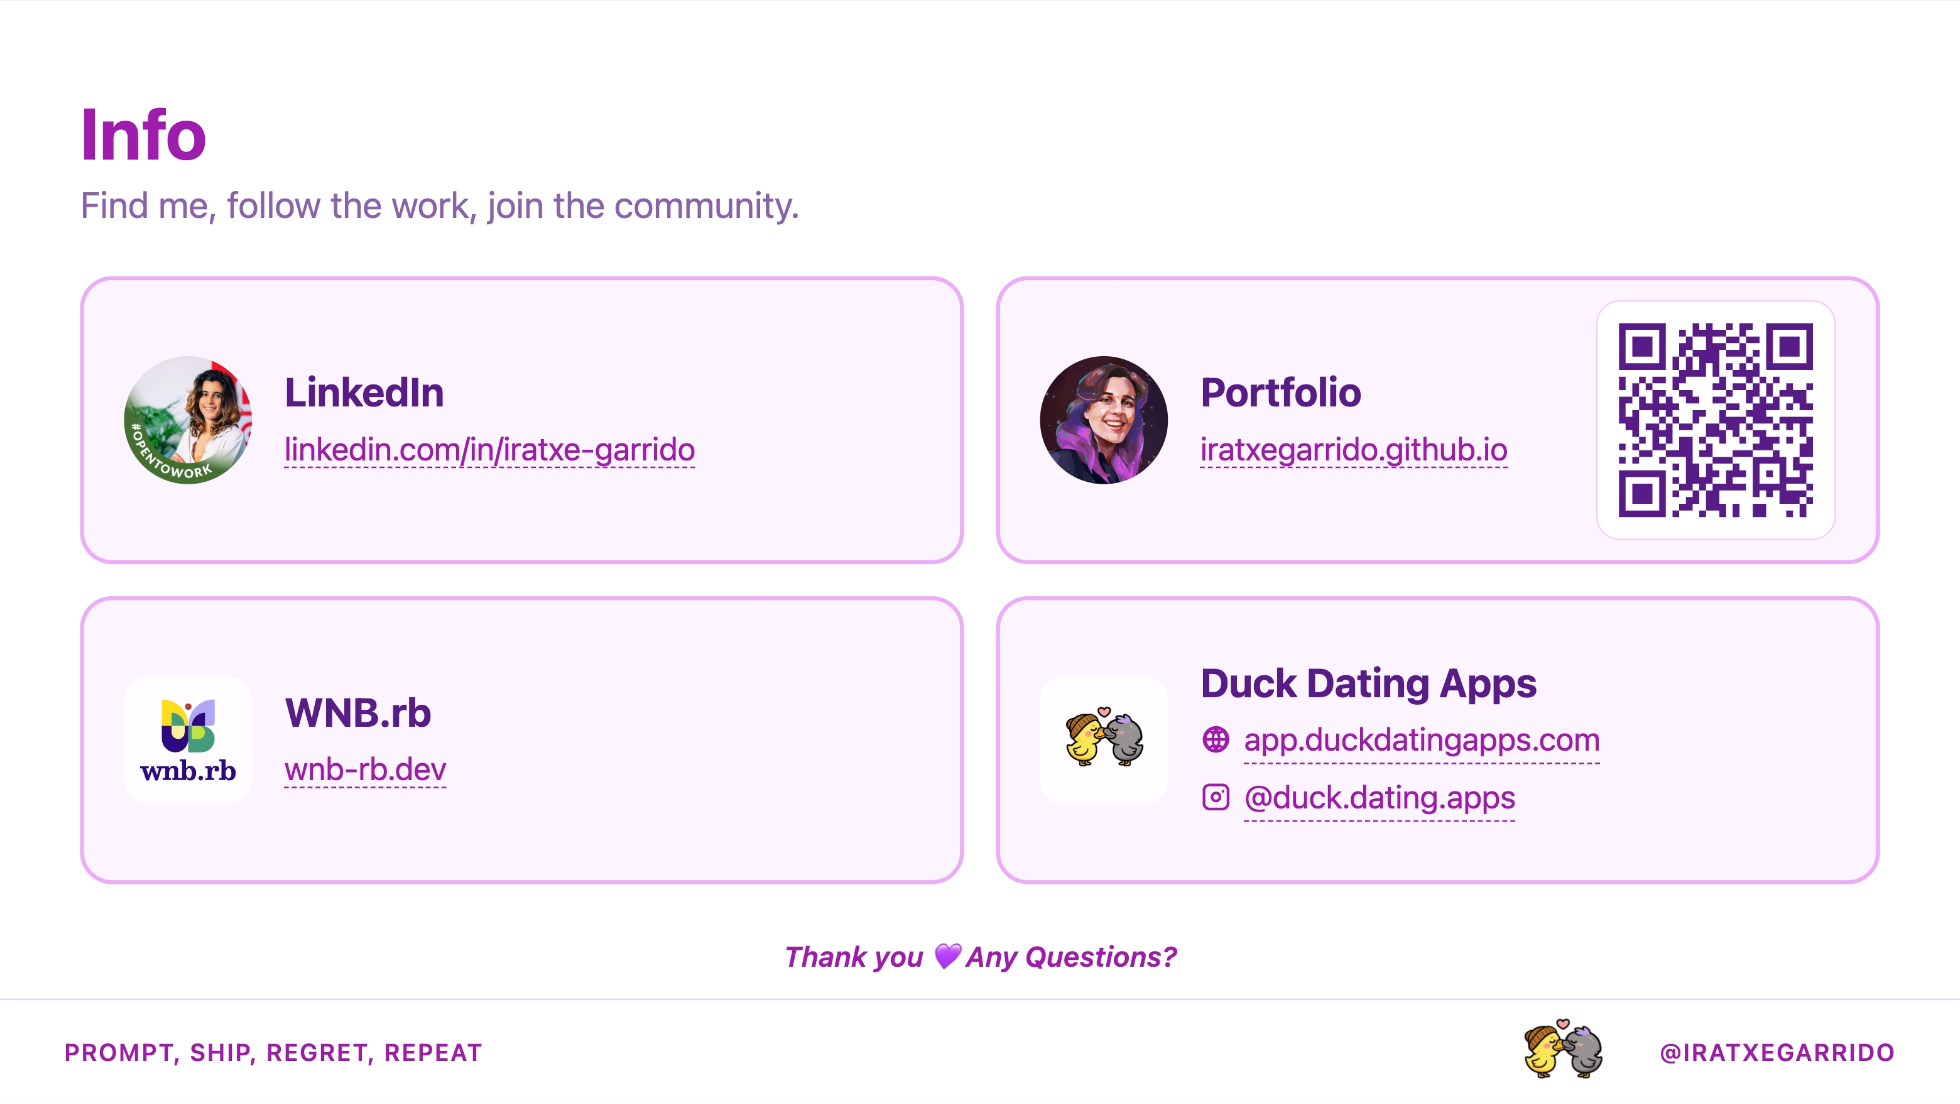 Info
Find me, follow the work, join the community.
#OPENTOWORK
LinkedIn
linkedin.com/in/iratxe-garrido
Portfolio
iratxegarrido.github.io
wnb.rb
WNB.rb
wnb-rb.dev
Duck Dating Apps
app.duckdatingapps.com
@duck.dating.apps
Thank you 💜 Any Questions?
PROMPT, SHIP, REGRET, REPEAT
@IRATXEGARRIDO